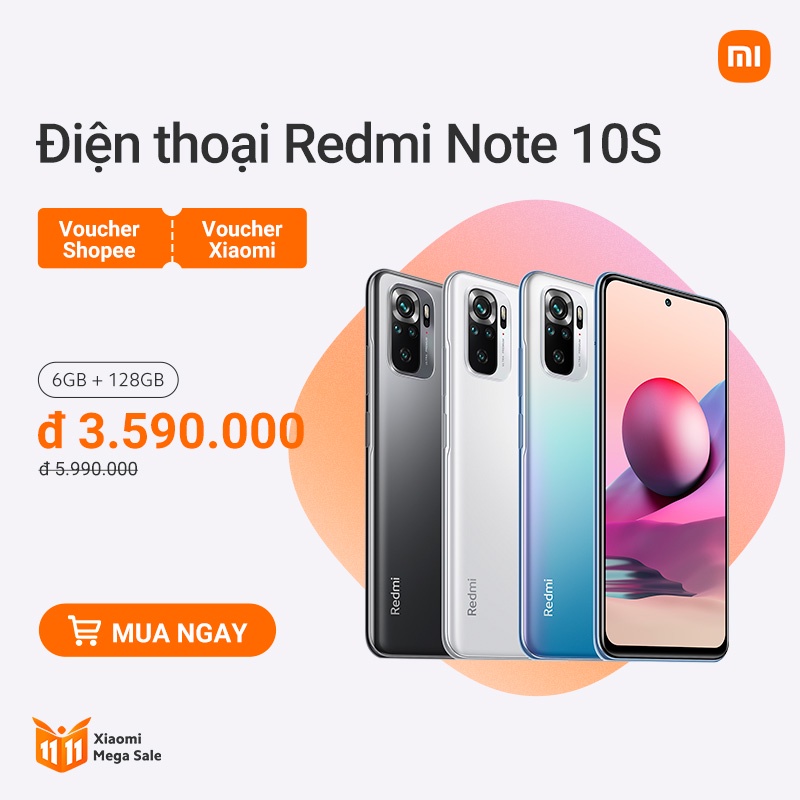 mi
Điện thoại Redmi Note 10S
Voucher
Shopee
Voucher
Xiaomi
6GB + 128GB
đ 3.590.000
đ 5.990.000
Redmi
Redmi
Redmi
MUA NGAY
11 11
Xiaomi
Mega Sale